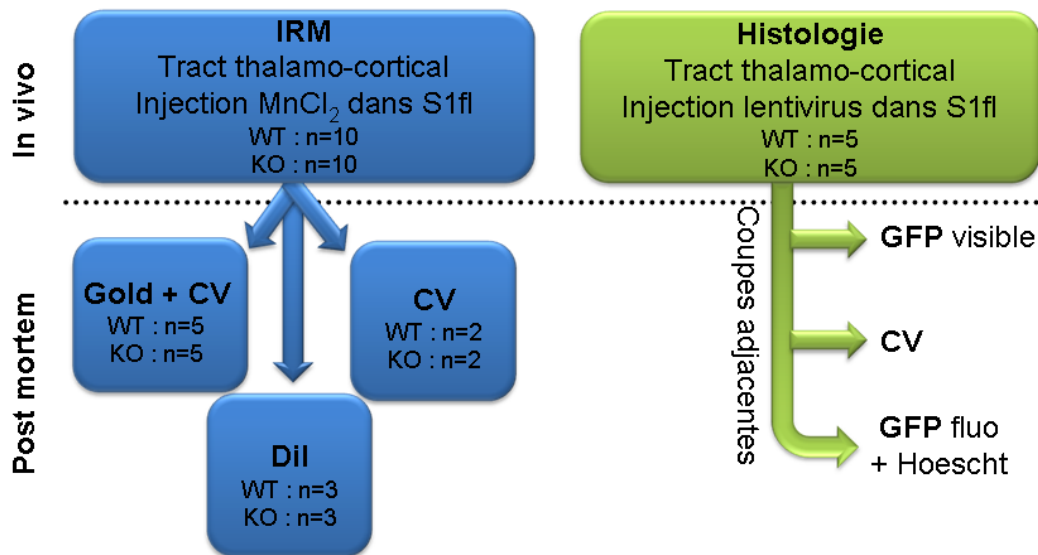 In vivo
IRM
Tract thalamo-cortical
Injection MnCl₂ dans S1fl
WT : n=10
KO : n=10
Histologie
Tract thalamo-cortical
Injection lentivirus dans S1fl
WT : n=5
KO : n=5
Post mortem
Gold + CV
WT : n=5
KO : n=5
CV
WT : n=2
KO : n=2
DiI
WT : n=3
KO : n=3
Coupes adjacentes
GFP visible
CV
GFP fluo
+ Hoescht